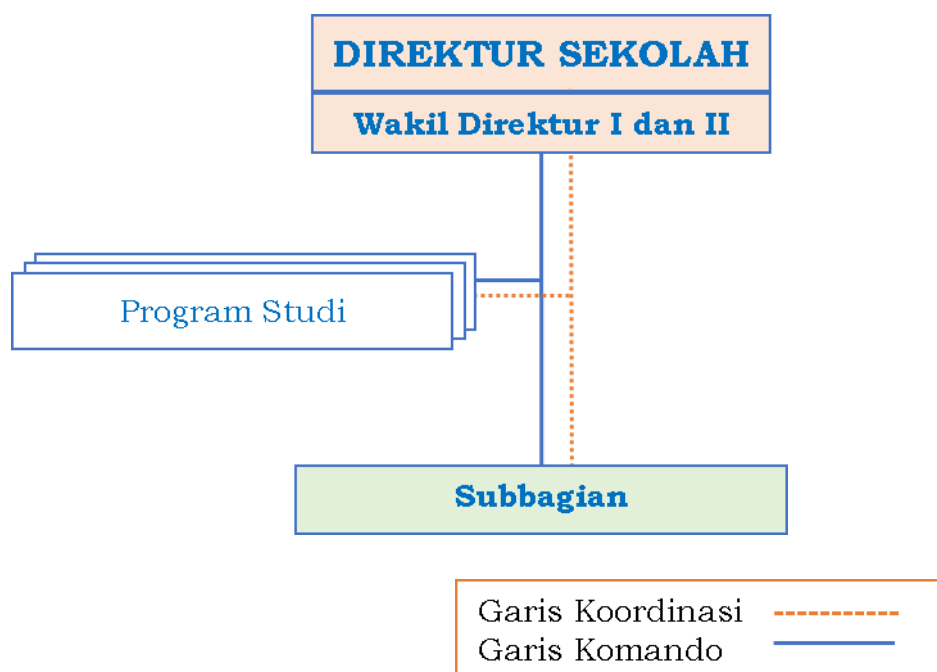 DIREKTUR SEKOLAH
Wakil Direktur I dan II
Program Studi
Subbagian
Garis Koordinasi
Garis Komando